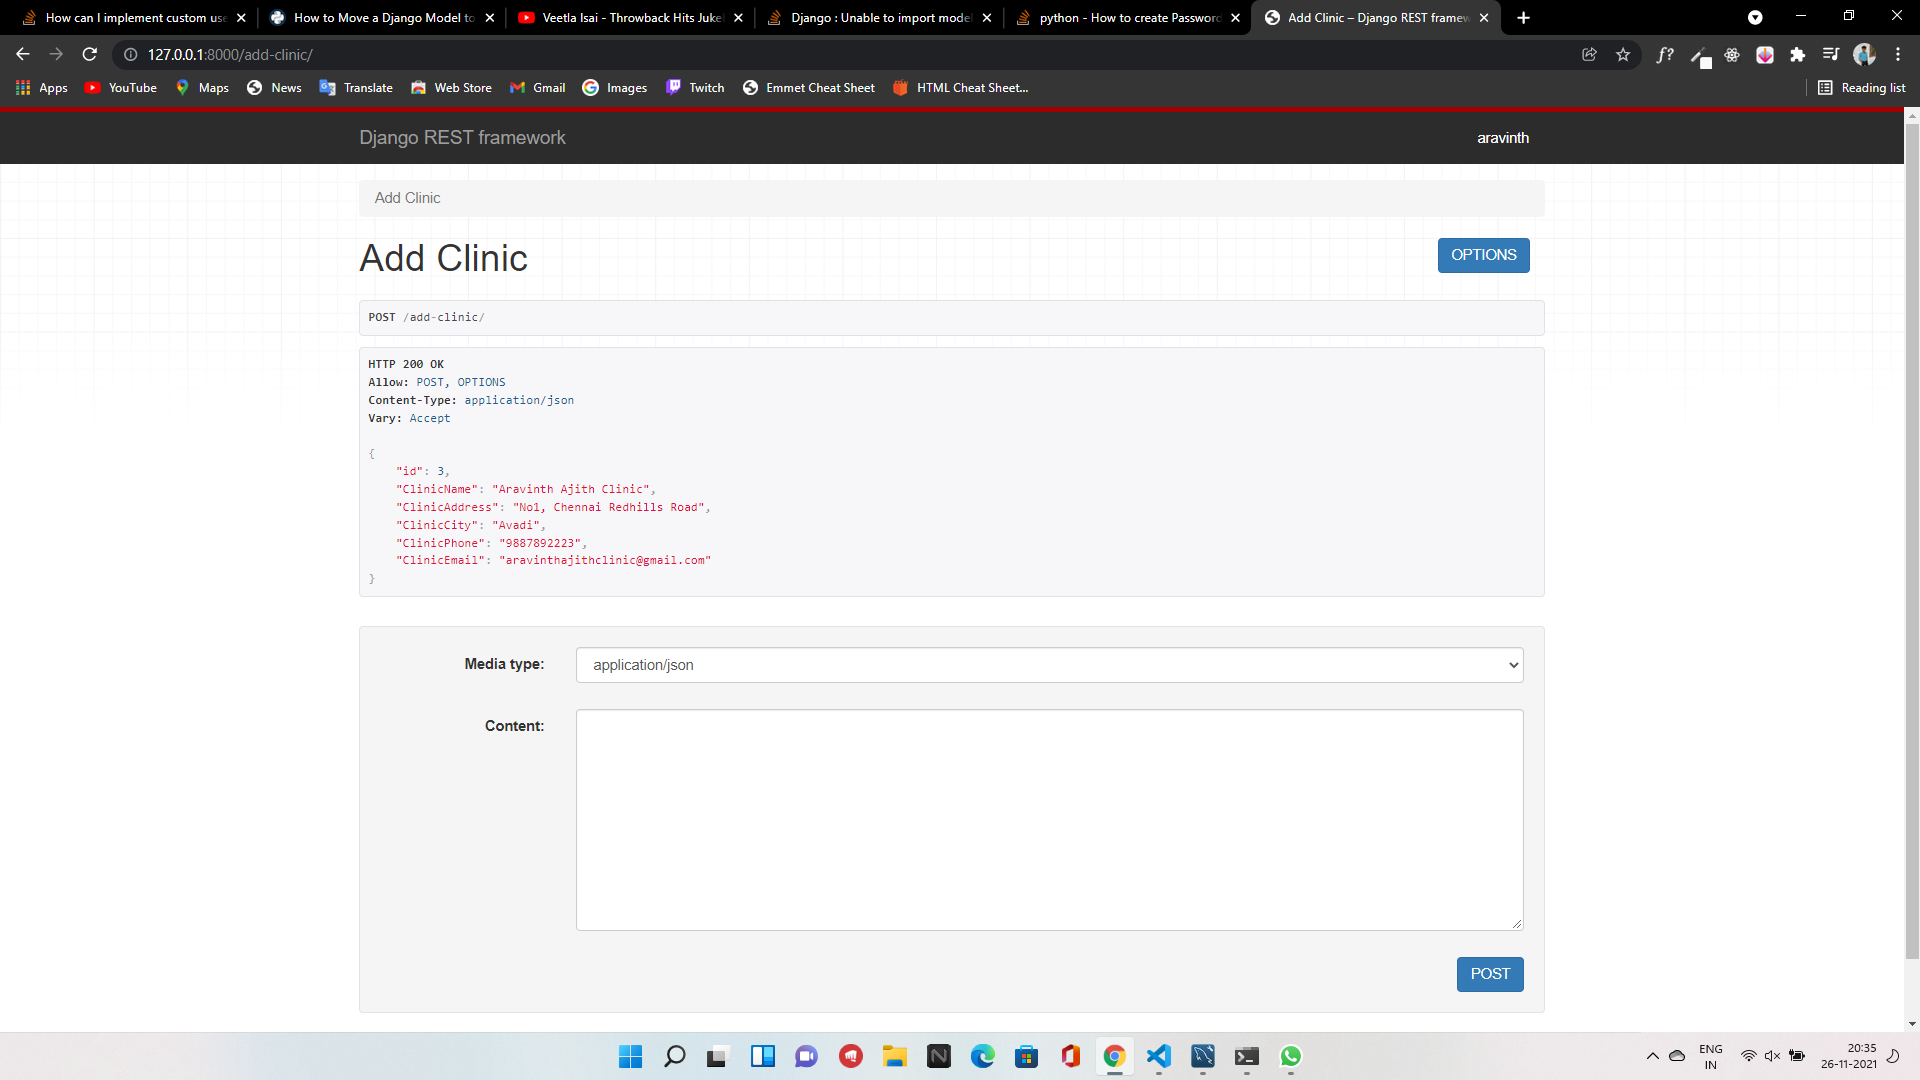 How can I implement custom use
How to Move a Django Model to
Veetla Isai - Throwback Hits Juke
Django : Unable to import model
python - How to create Password
Add Clinic – Django REST framew
127.0.0.1:8000/add-clinic/
f?
Apps
YouTube
Maps
News
Translate
Web Store
Gmail
Images
Twitch
Emmet Cheat Sheet
HTML Cheat Sheet...
Reading list
Django REST framework
aravinth
Add Clinic
Add Clinic
OPTIONS
POST /add-clinic/
HTTP 200 OK
Allow: POST, OPTIONS
Content-Type: application/json
Vary: Accept
{
"id": 3,
"ClinicName": "Aravinth Ajith Clinic",
"ClinicAddress": "No1, Chennai Redhills Road",
"ClinicCity": "Avadi",
"ClinicPhone": "9887892223",
"ClinicEmail": "aravinthajithclinic@gmail.com"
}
Media type:
application/json
Content:
POST
ENG
IN
20:35
26-11-2021